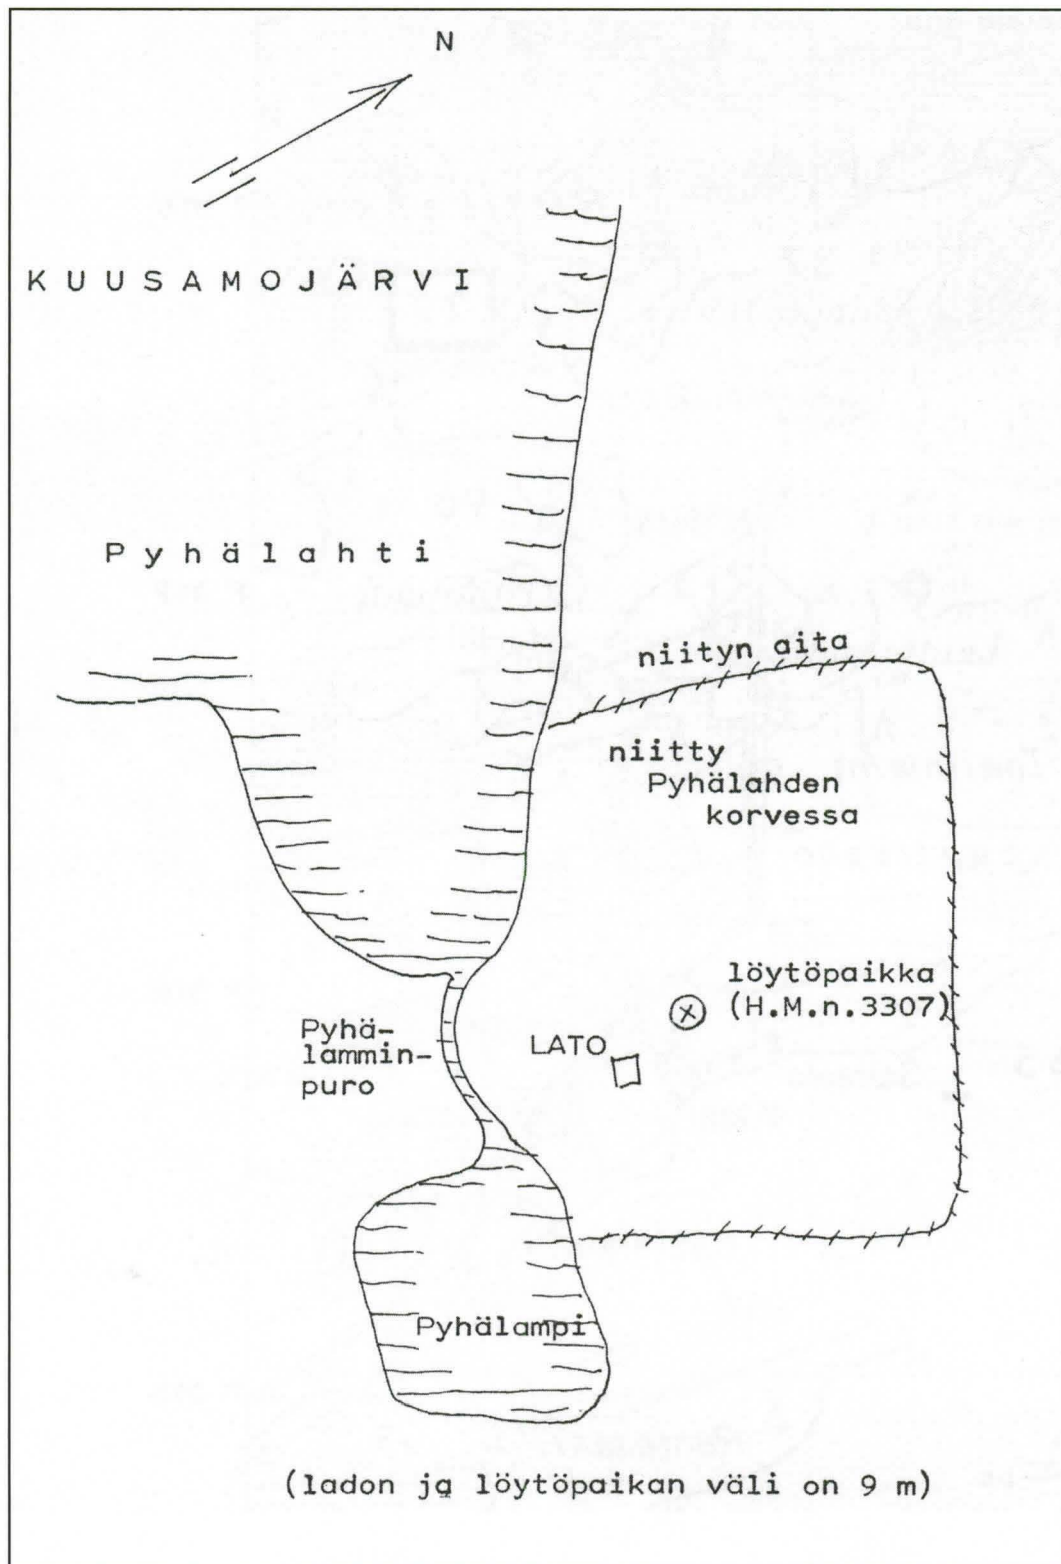 N
KUUSAMOJÄRVI
Pyhälahti
niityn aita
niitty
Pyhälahden
korvessa
löytöpaikka
(H.M.n.3307)
LATO
Pyhä-
lammin-
puro
Pyhälampi
(ladon ja löytöpaikan väli on 9 m)